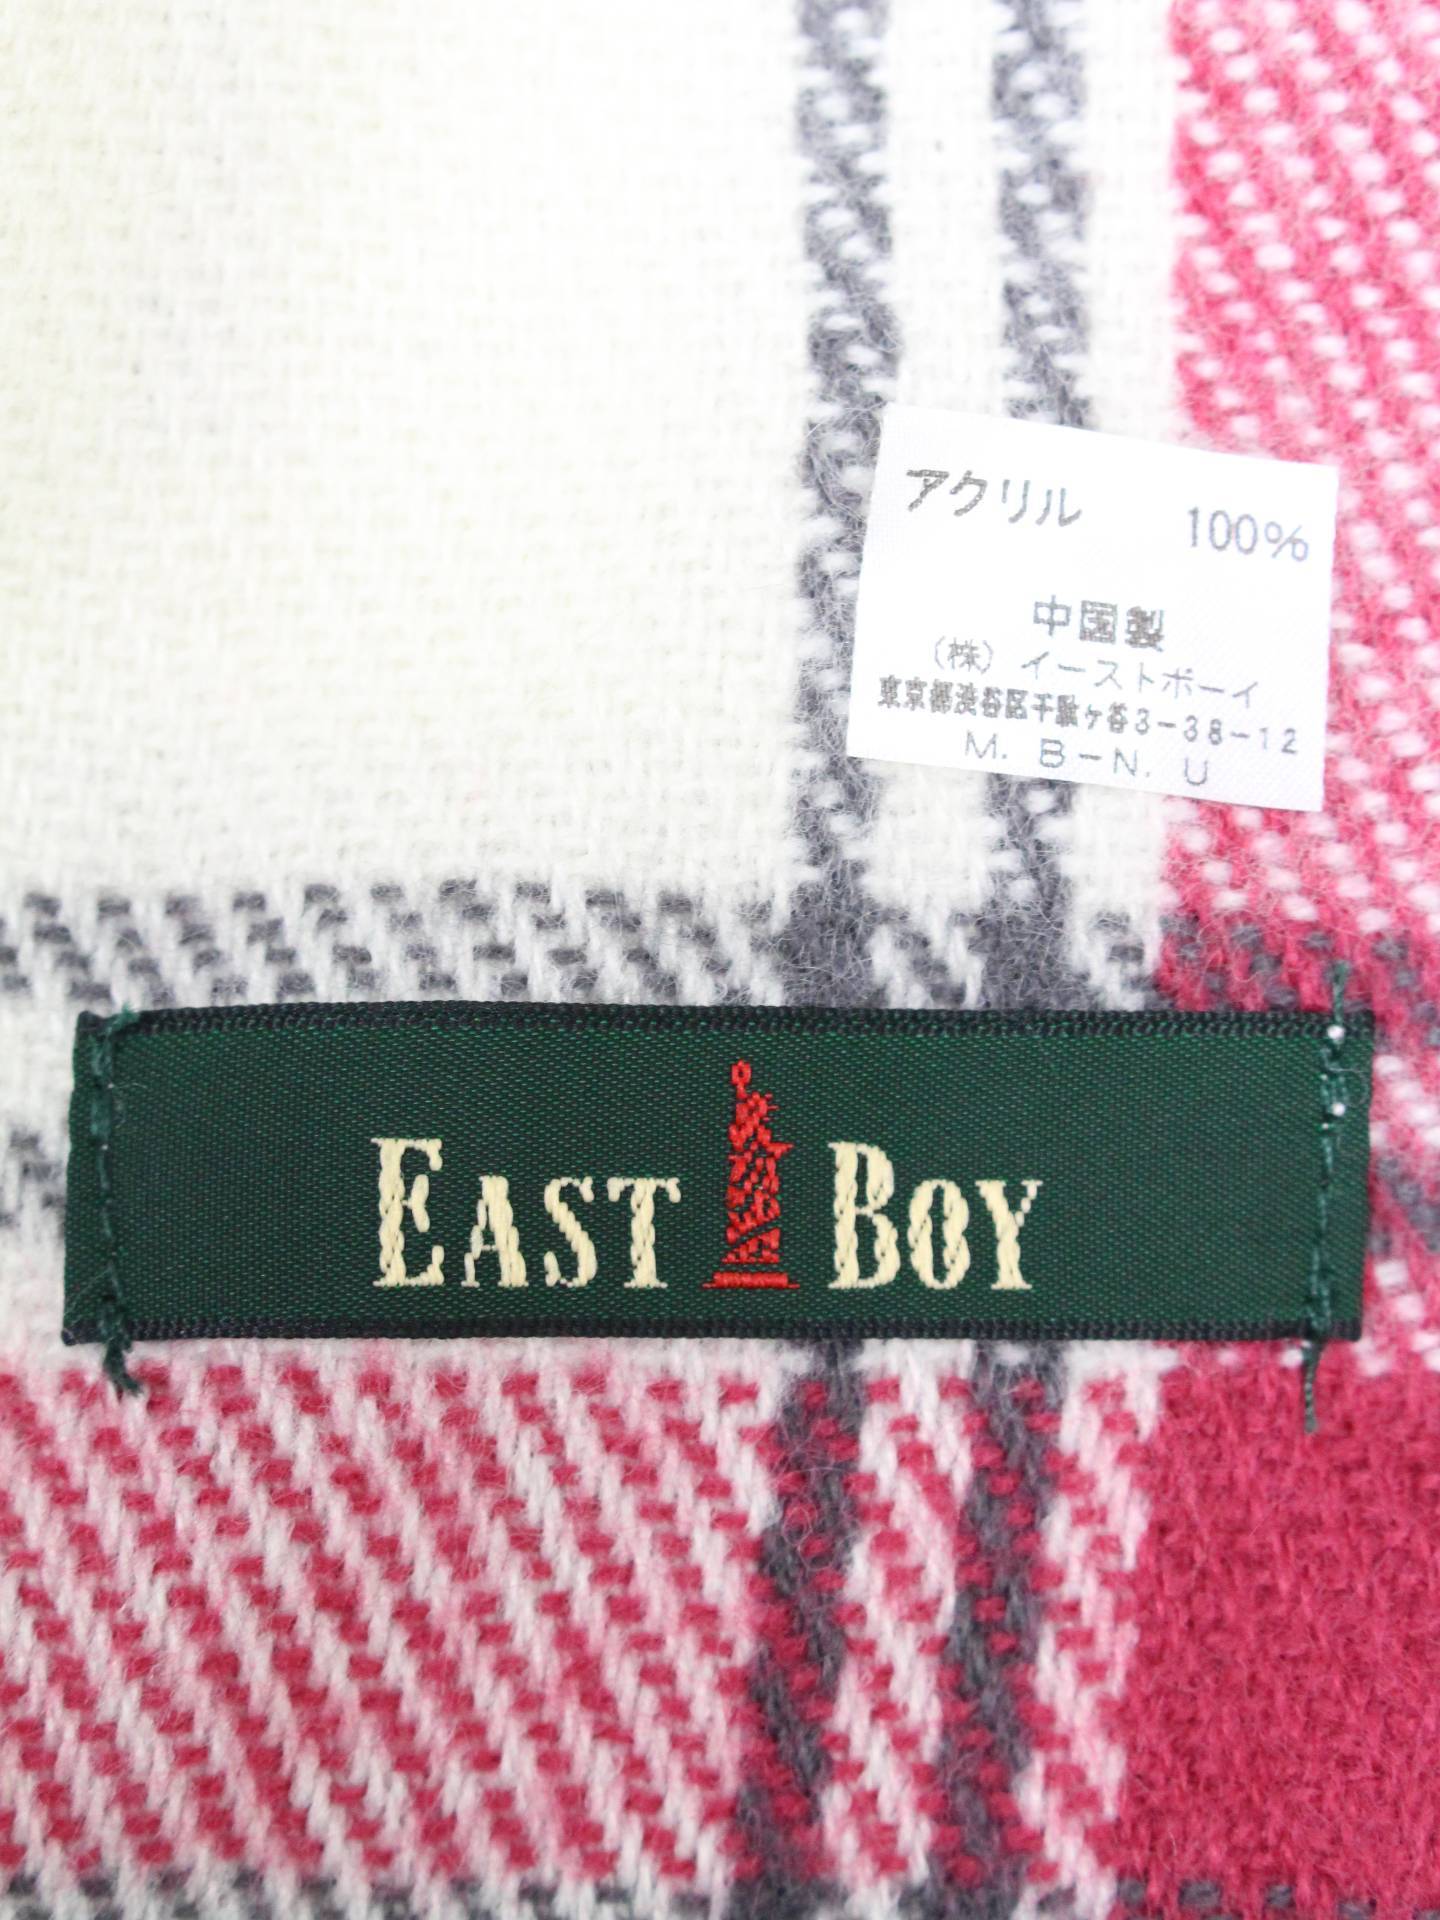 アクリル 100%
中国製
(株) イーストボーイ
東京都渋谷区千駄ケ谷3-38-12
M. B-N. U
EAST BOY